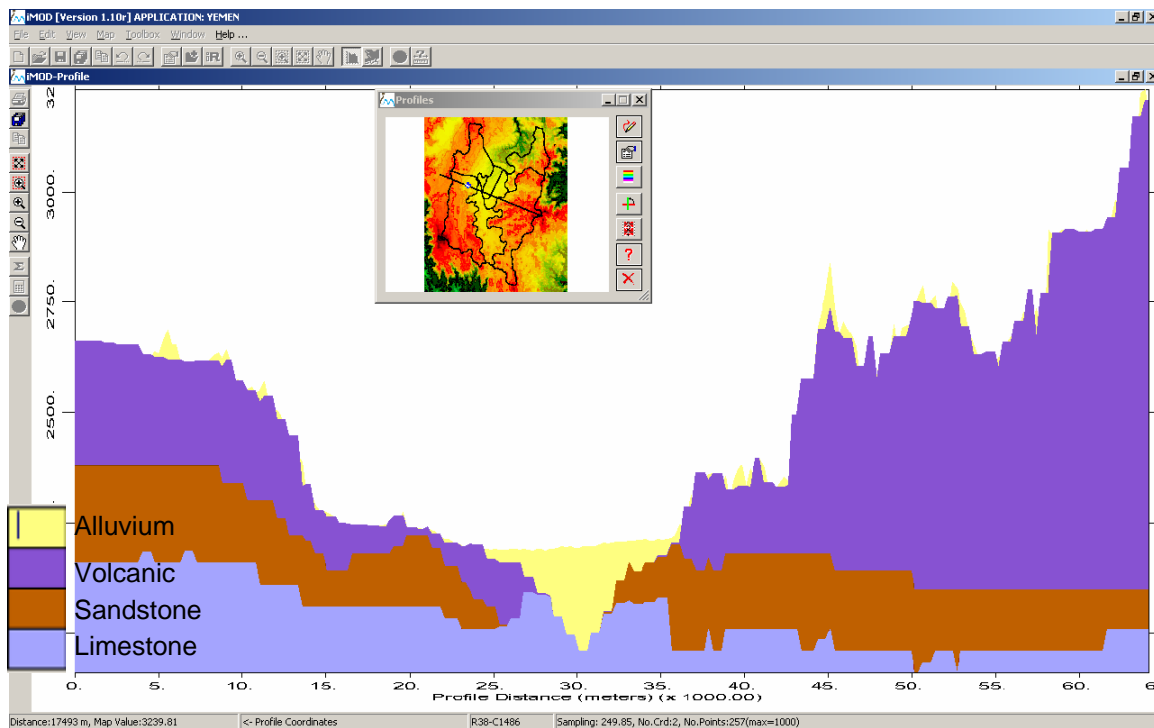 iMOD [Version 1.10r] APPLICATION: YEMEN
File Edit View Map Toolbox Window Help ...
iR
iMOD-Profile
Profiles
32
3000.
2750.
2500.
Alluvium
Volcanic
Sandstone
Limestone
0. 5. 10. 15. 20. 25. 30. 35. 40. 45. 50. 55. 60.
Profile Distance (meters) (x 1000.00)
Distance:17493 m, Map Value:3239.81 <- Profile Coordinates R38-C1486 Sampling: 249.85, No.Crd:2, No.Points:257(max=1000)